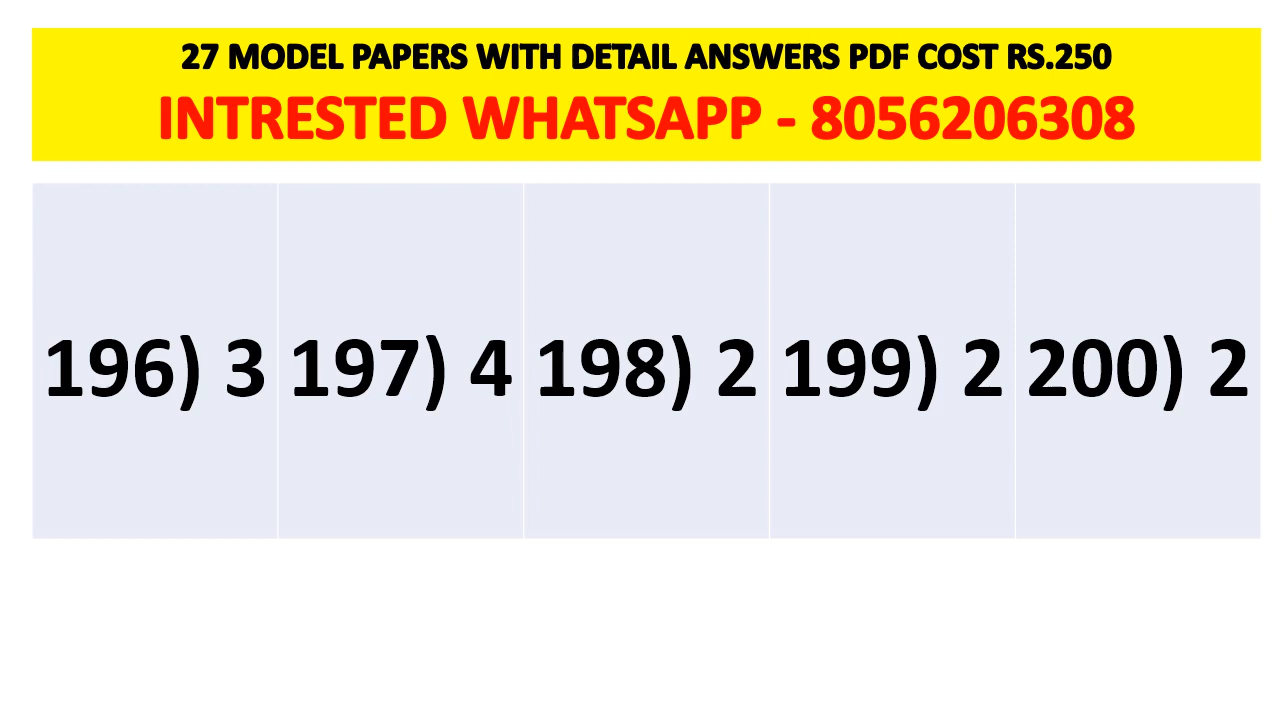 27 MODEL PAPERS WITH DETAIL ANSWERS PDF COST RS.250
INTRESTED WHATSAPP - 8056206308
196) 3 197) 4 198) 2 199) 2 200) 2